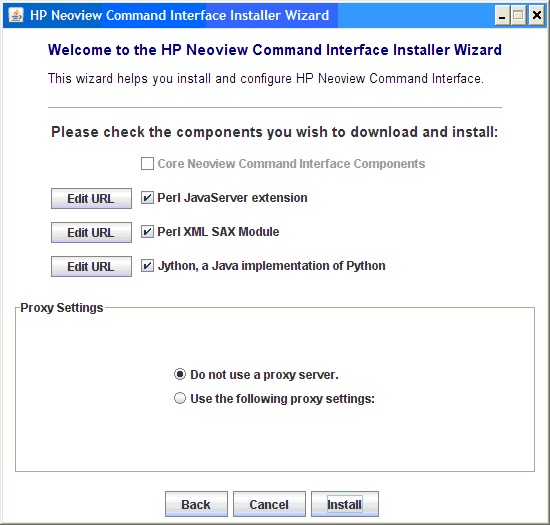 HP Neoview Command Interface Installer Wizard
Welcome to the HP Neoview Command Interface Installer Wizard
This wizard helps you install and configure HP Neoview Command Interface.
Please check the components you wish to download and install:
Core Neoview Command Interface Components
Edit URL Perl JavaServer extension
Edit URL Perl XML SAX Module
Edit URL Jython, a Java implementation of Python
Proxy Settings
Do not use a proxy server.
Use the following proxy settings:
Back Cancel Install